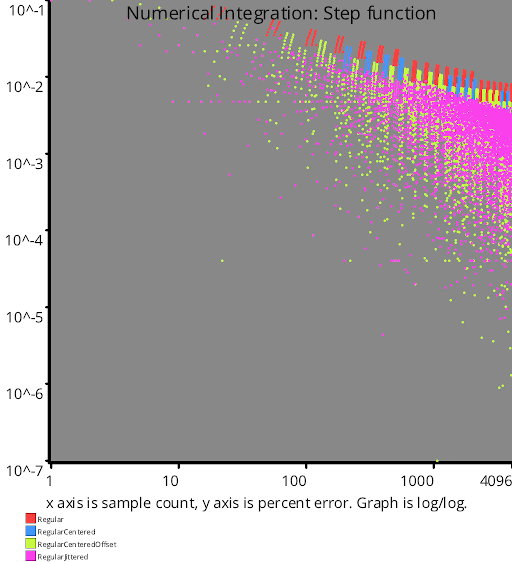 Numerical Integration: Step function
10^-1
10^-2
10^-3
10^-4
10^-5
10^-6
10^-7
1 10 100 1000 4096
x axis is sample count, y axis is percent error. Graph is log/log.
Regular
RegularCentered
RegularCenteredOffset
RegularJittered